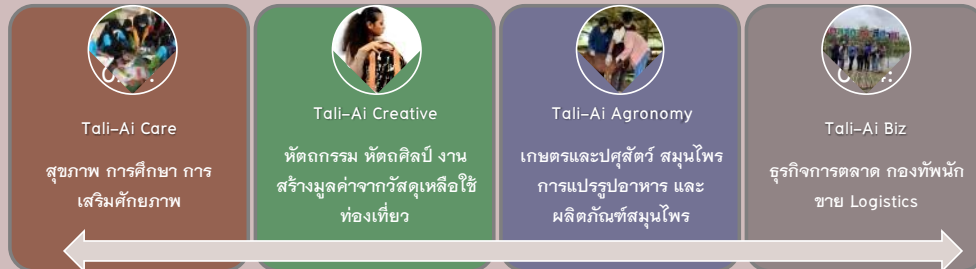 Tali-Ai Care
สุขภาพ การศึกษา การ
เสริมศักยภาพ
Tali-Ai Creative
หัตถกรรม หัตถศิลป์ งาน
สร้างมูลค่าจากวัสดุเหลือใช้
ท่องเที่ยว
Tali-Ai Agronomy
เกษตรและปศุสัตว์ สมุนไพร
การแปรรูปอาหาร และ
ผลิตภัณฑ์สมุนไพร
Tali-Ai Biz
ธุรกิจการตลาด กองทัพนัก
ขาย Logistics